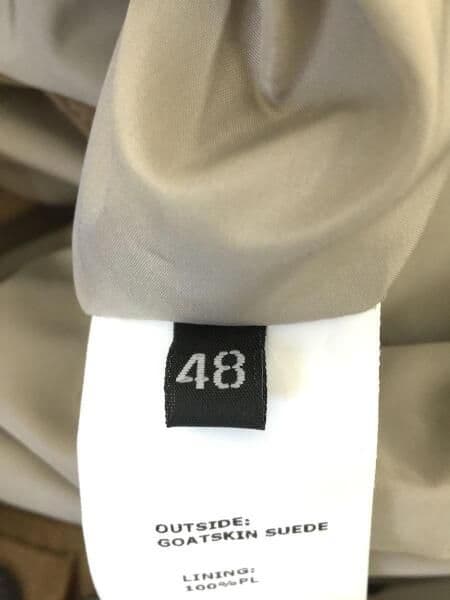 48
OUTSIDE:
GOATSKIN SUEDE
LINING:
100%PL